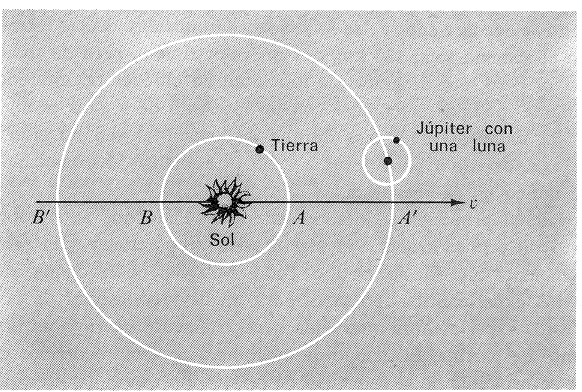 Júpiter con
una luna
Tierra
B′ B A A′ v
Sol